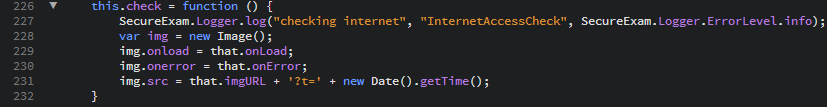 226 ▼ this.check = function () {
227 SecureExam.Logger.log("checking internet", "InternetAccessCheck", SecureExam.Logger.ErrorLevel.info);
228 var img = new Image();
229 img.onload = that.onLoad;
230 img.onerror = that.onError;
231 img.src = that.imgURL + '?t=' + new Date().getTime();
232 }